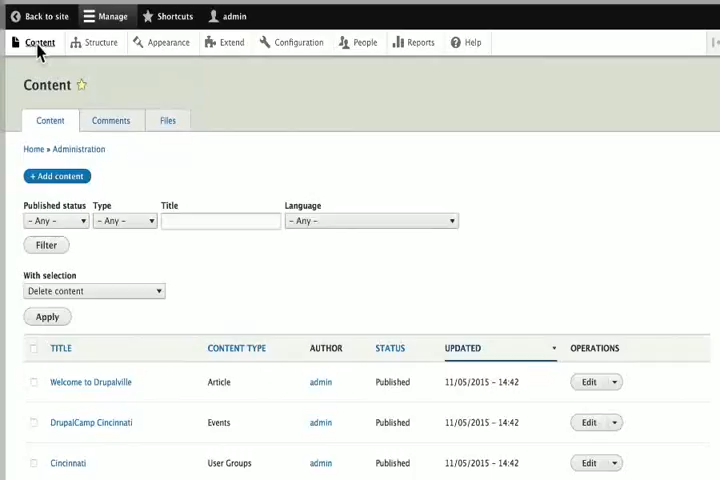 Back to site Manage Shortcuts admin
Content Structure Appearance Extend Configuration People Reports Help
Content
Content Comments Files
Home » Administration
+ Add content
Published status Type Title Language
- Any - - Any - - Any -
Filter
With selection
Delete content
Apply
TITLE CONTENT TYPE AUTHOR STATUS UPDATED OPERATIONS
Welcome to Drupalville Article admin Published 11/05/2015 - 14:42 Edit
DrupalCamp Cincinnati Events admin Published 11/05/2015 - 14:42 Edit
Cincinnati User Groups admin Published 11/05/2015 - 14:42 Edit